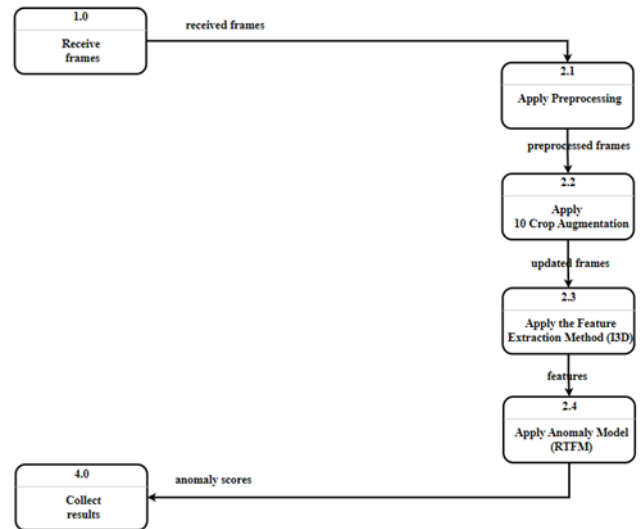 1.0
Receive
frames
received frames
2.1
Apply Preprocessing
preprocessed frames
2.2
Apply
10 Crop Augmentation
updated frames
2.3
Apply the Feature
Extraction Method (I3D)
features
2.4
Apply Anomaly Model
(RTFM)
anomaly scores
4.0
Collect
results